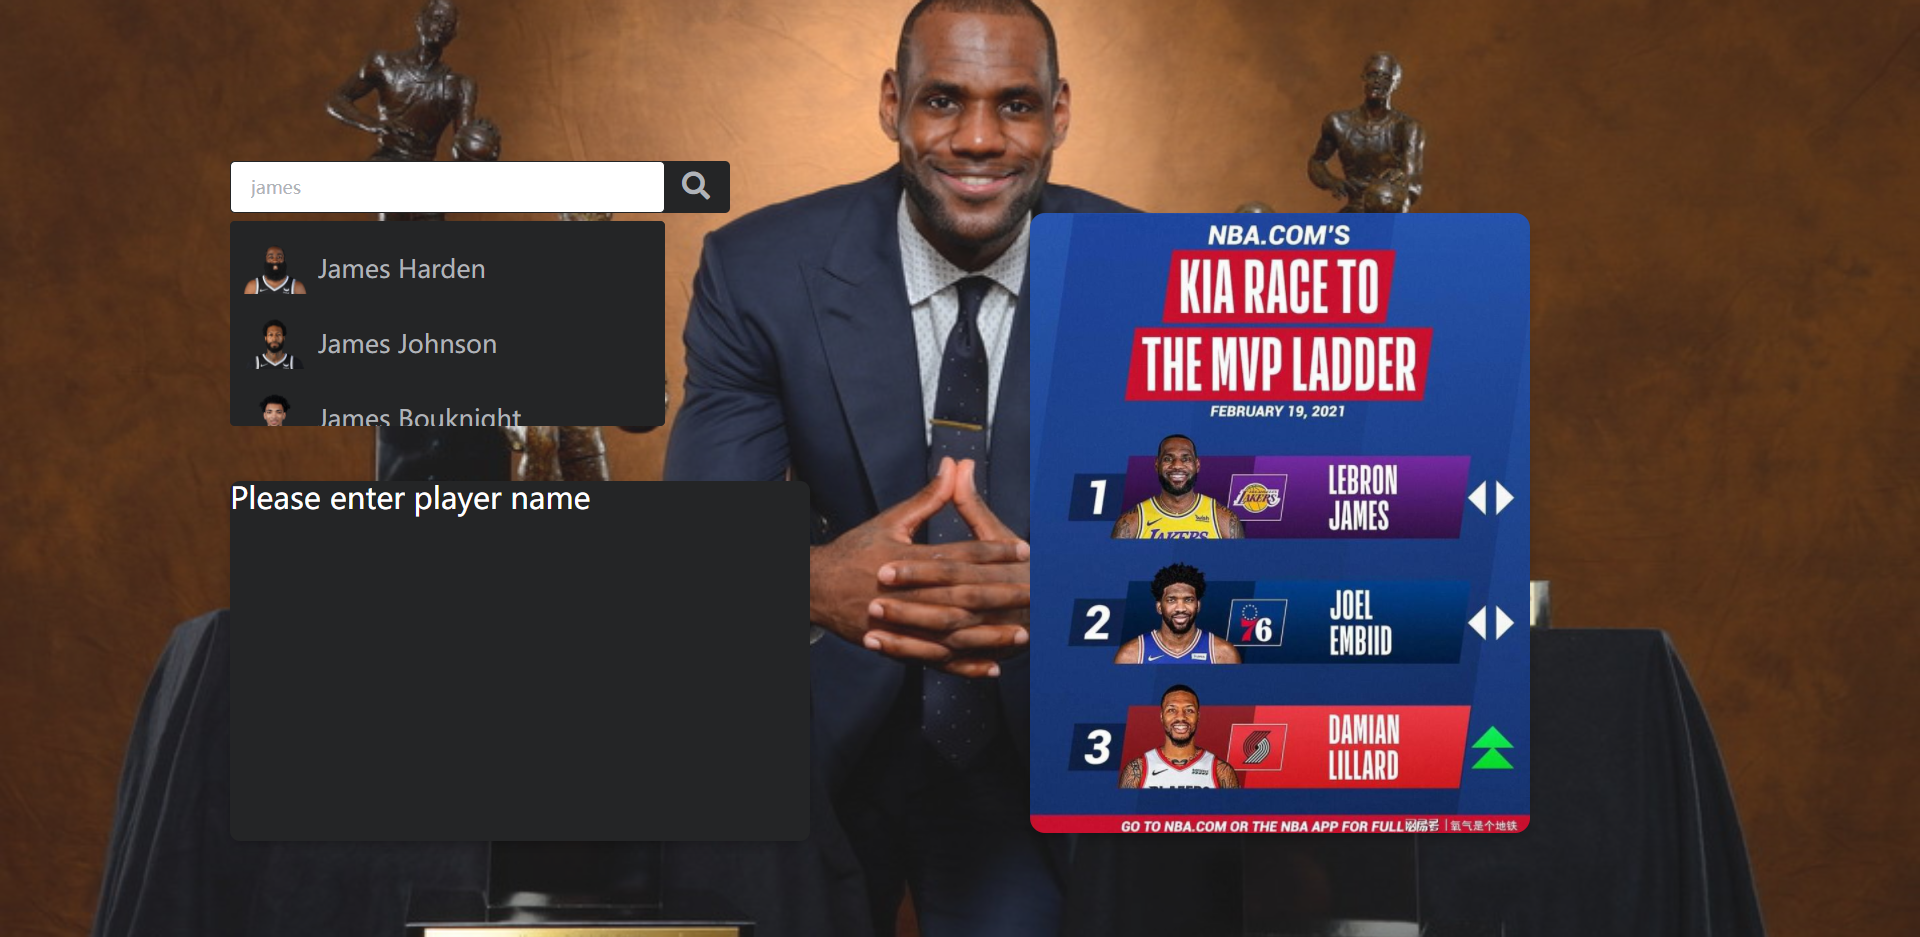 james
James Harden
James Johnson
James Bouknight
Please enter player name
NBA.COM'S
KIA RACE TO
THE MVP LADDER
FEBRUARY 19, 2021
1
LAKERS
LEBRON
JAMES
LAKERS
2
76
JOEL
EMBIID
3
DAMIAN
LILLARD
GO TO NBA.COM OR THE NBA APP FOR FULL
氧气是个地铁